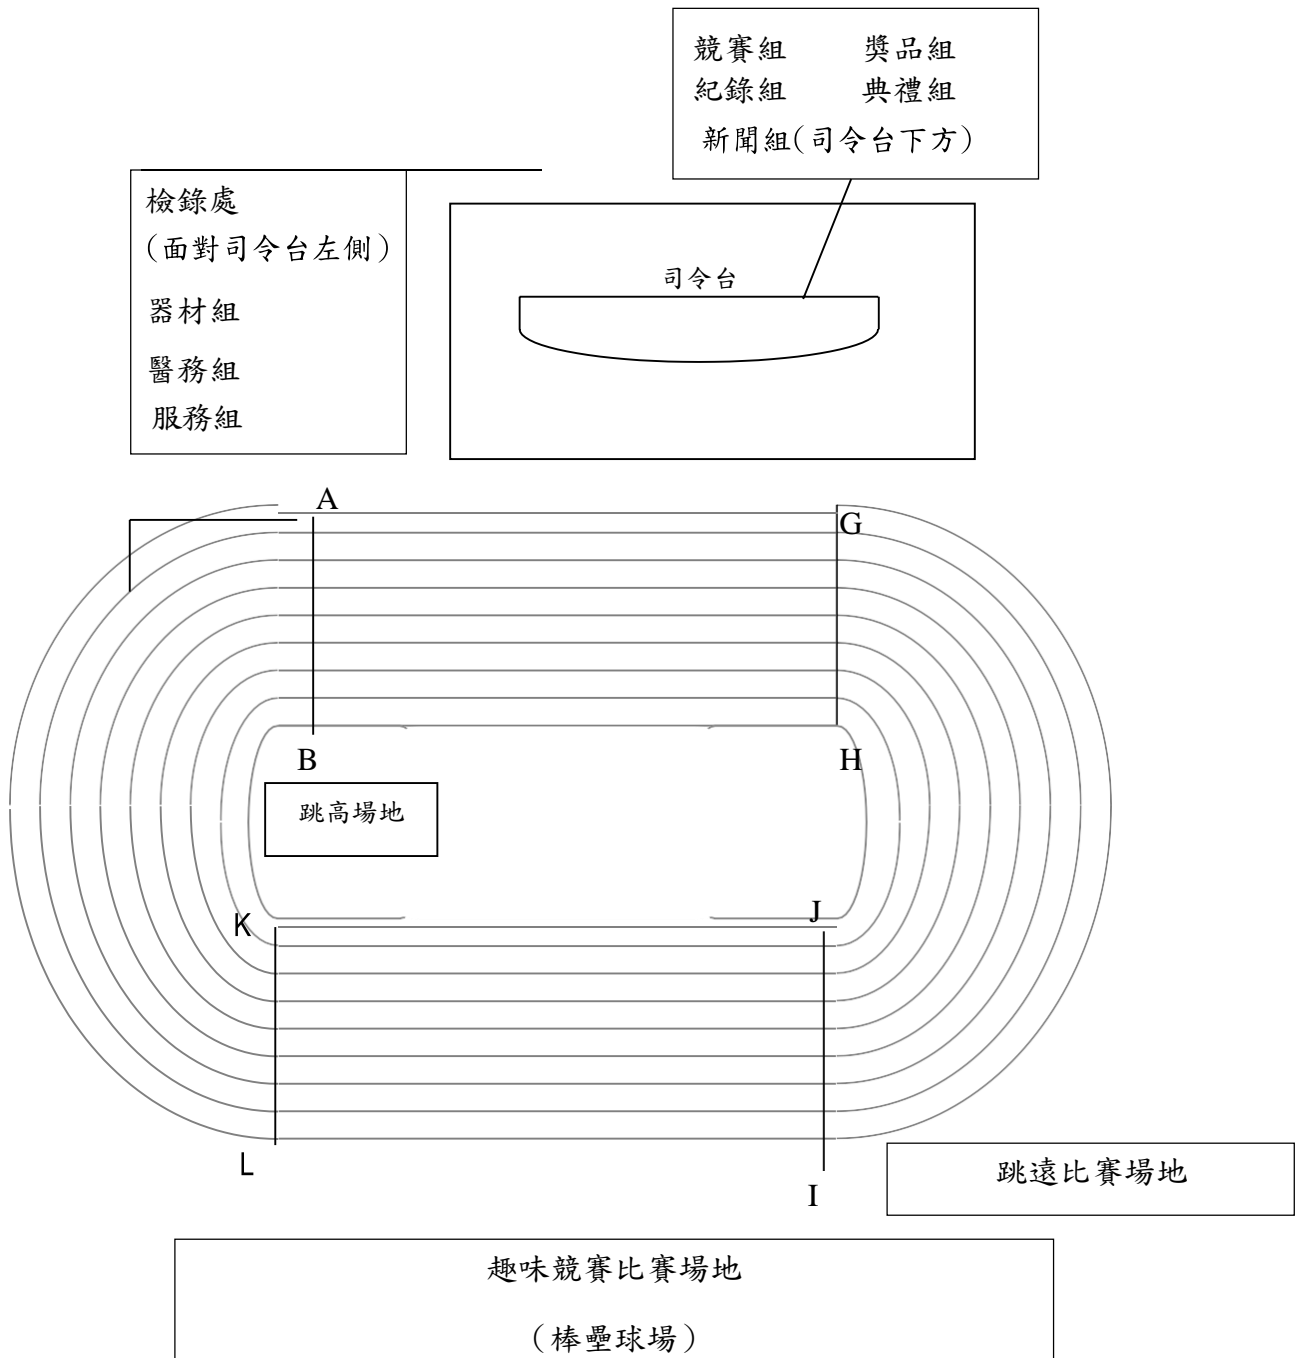 競賽組 獎品組
紀錄組 典禮組
新聞組(司令台下方)
檢錄處
(面對司令台左側)
器材組
醫務組
服務組
司令台
A
G
B
H
跳高場地
K
J
L
I
跳遠比賽場地
趣味競賽比賽場地
(棒壘球場)